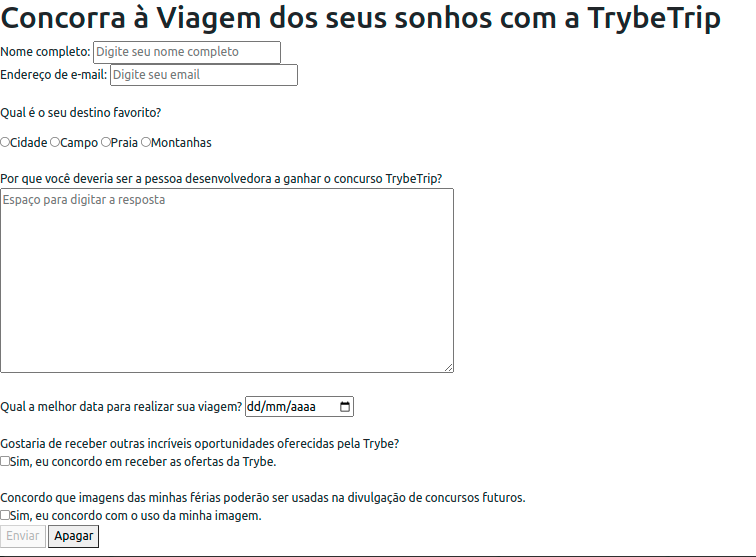 Concorra à Viagem dos seus sonhos com a TrybeTrip
Nome completo: Digite seu nome completo
Endereço de e-mail: Digite seu email
Qual é o seu destino favorito?
Cidade Campo Praia Montanhas
Por que você deveria ser a pessoa desenvolvedora a ganhar o concurso TrybeTrip?
Espaço para digitar a resposta
Qual a melhor data para realizar sua viagem? dd/mm/aaaa
Gostaria de receber outras incríveis oportunidades oferecidas pela Trybe?
Sim, eu concordo em receber as ofertas da Trybe.
Concordo que imagens das minhas férias poderão ser usadas na divulgação de concursos futuros.
Sim, eu concordo com o uso da minha imagem.
Enviar Apagar